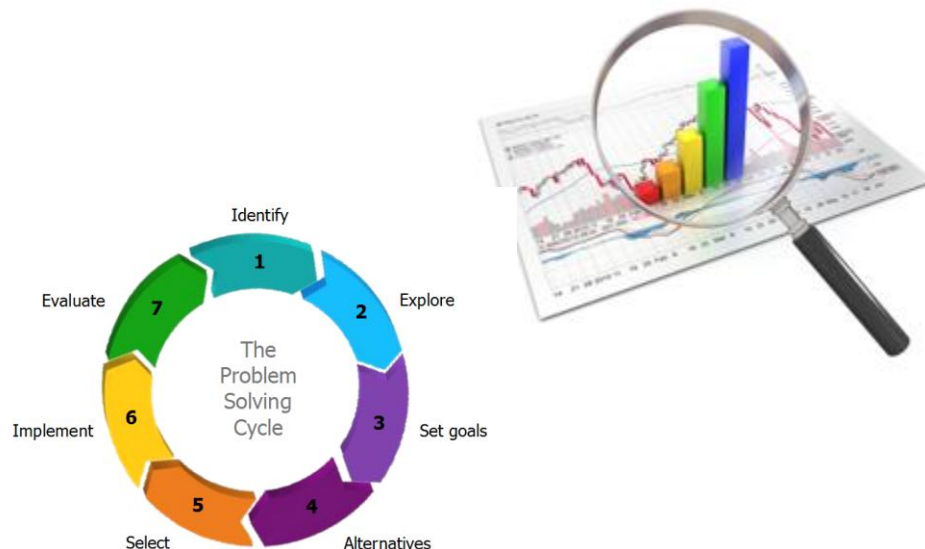 Identify
1
Evaluate
7
2
Explore
The
Problem
Solving
Cycle
6
Implement
3
Set goals
5
4
Select
Alternatives